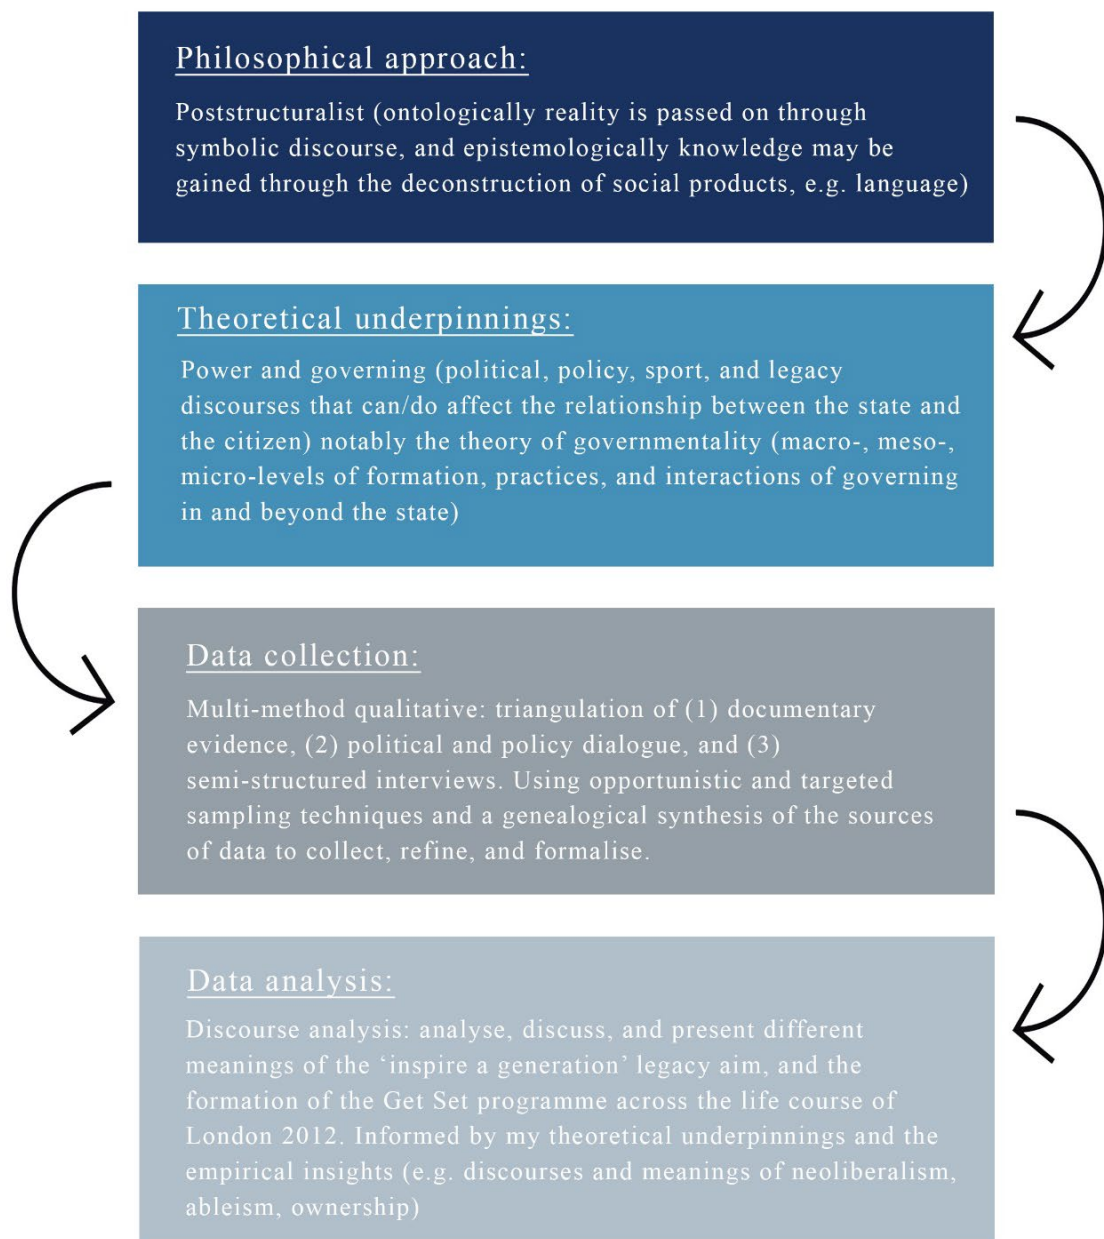 Philosophical approach:
Poststructuralist (ontologically reality is passed on through
symbolic discourse, and epistemologically knowledge may be
gained through the deconstruction of social products, e.g. language)
Theoretical underpinnings:
Power and governing (political, policy, sport, and legacy
discourses that can/do affect the relationship between the state and
the citizen) notably the theory of governmentality (macro-, meso-,
micro-levels of formation, practices, and interactions of governing
in and beyond the state)
Data collection:
Multi-method qualitative: triangulation of (1) documentary
evidence, (2) political and policy dialogue, and (3)
semi-structured interviews. Using opportunistic and targeted
sampling techniques and a genealogical synthesis of the sources
of data to collect, refine, and formalise.
Data analysis:
Discourse analysis: analyse, discuss, and present different
meanings of the ‘inspire a generation’ legacy aim, and the
formation of the Get Set programme across the life course of
London 2012. Informed by my theoretical underpinnings and the
empirical insights (e.g. discourses and meanings of neoliberalism,
ableism, ownership)